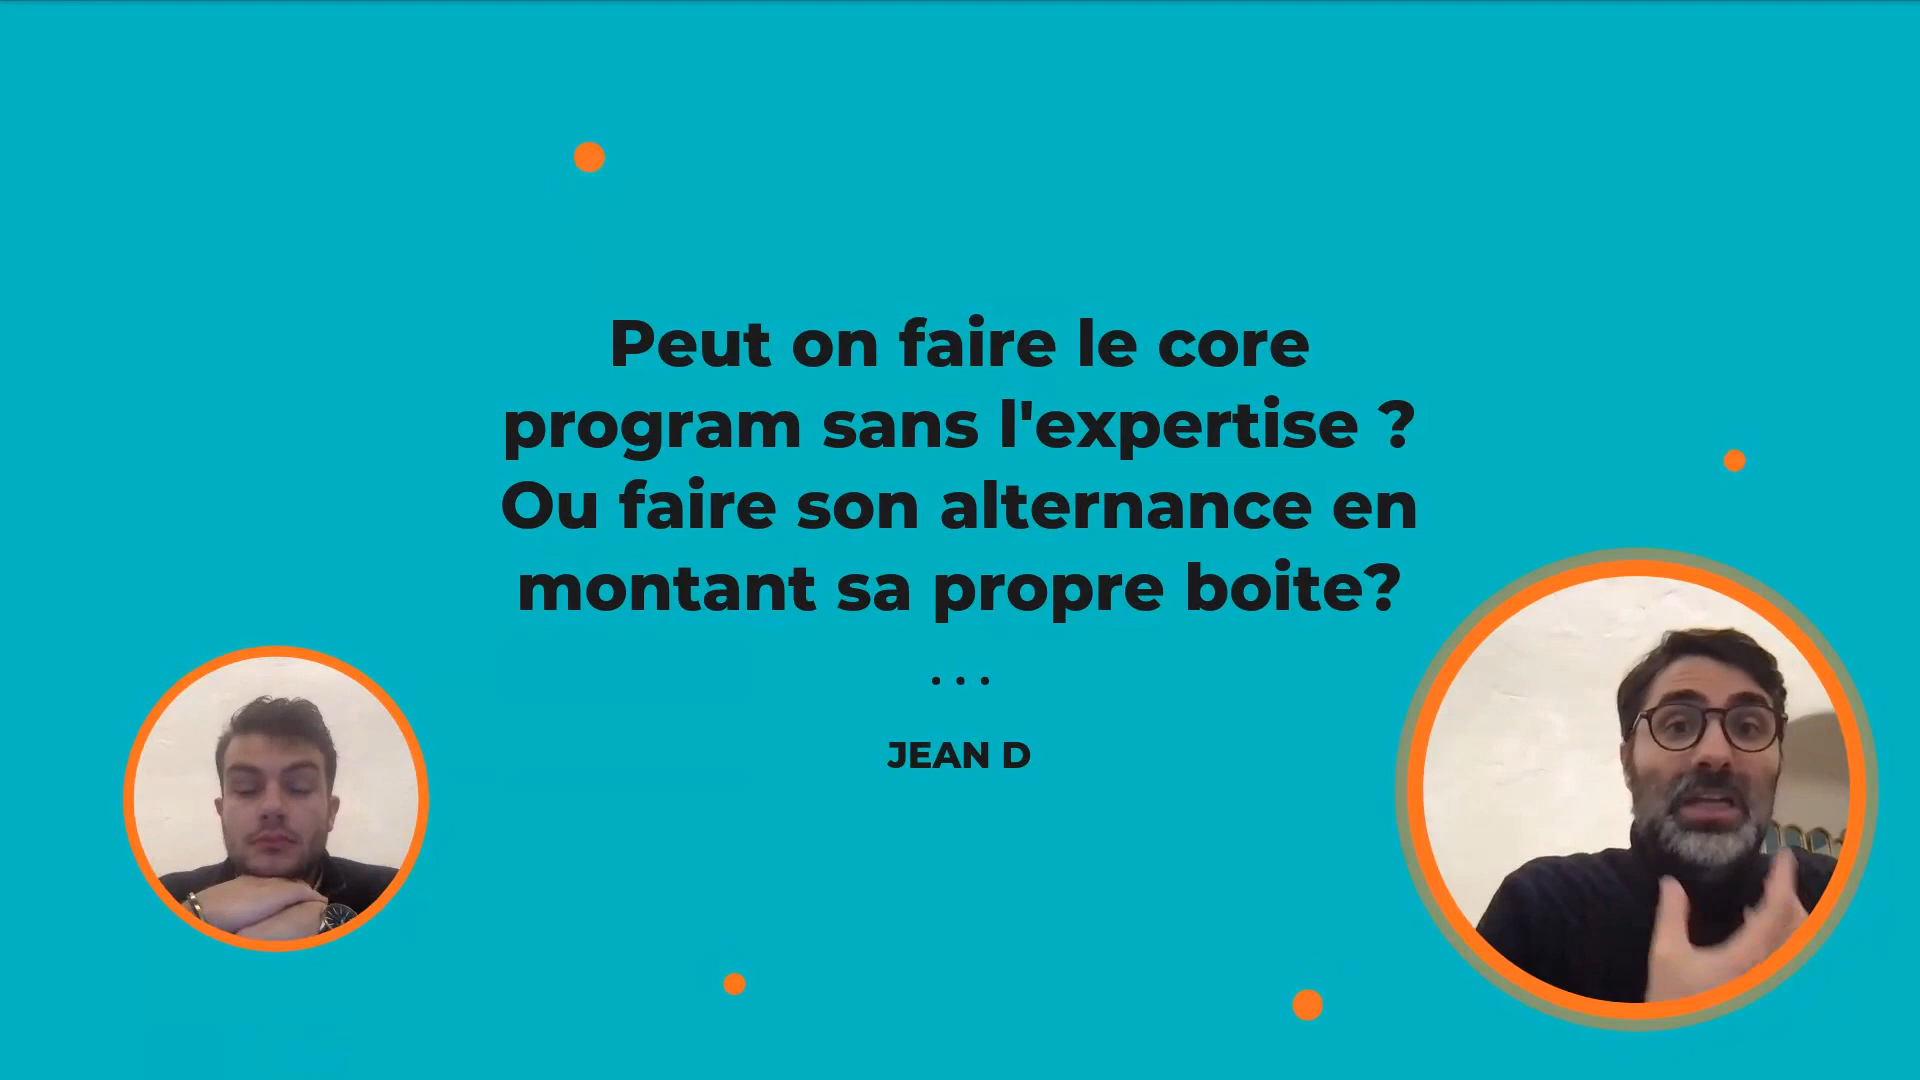 Peut on faire le core
program sans l'expertise ?
Ou faire son alternance en
montant sa propre boite?
...
JEAN D